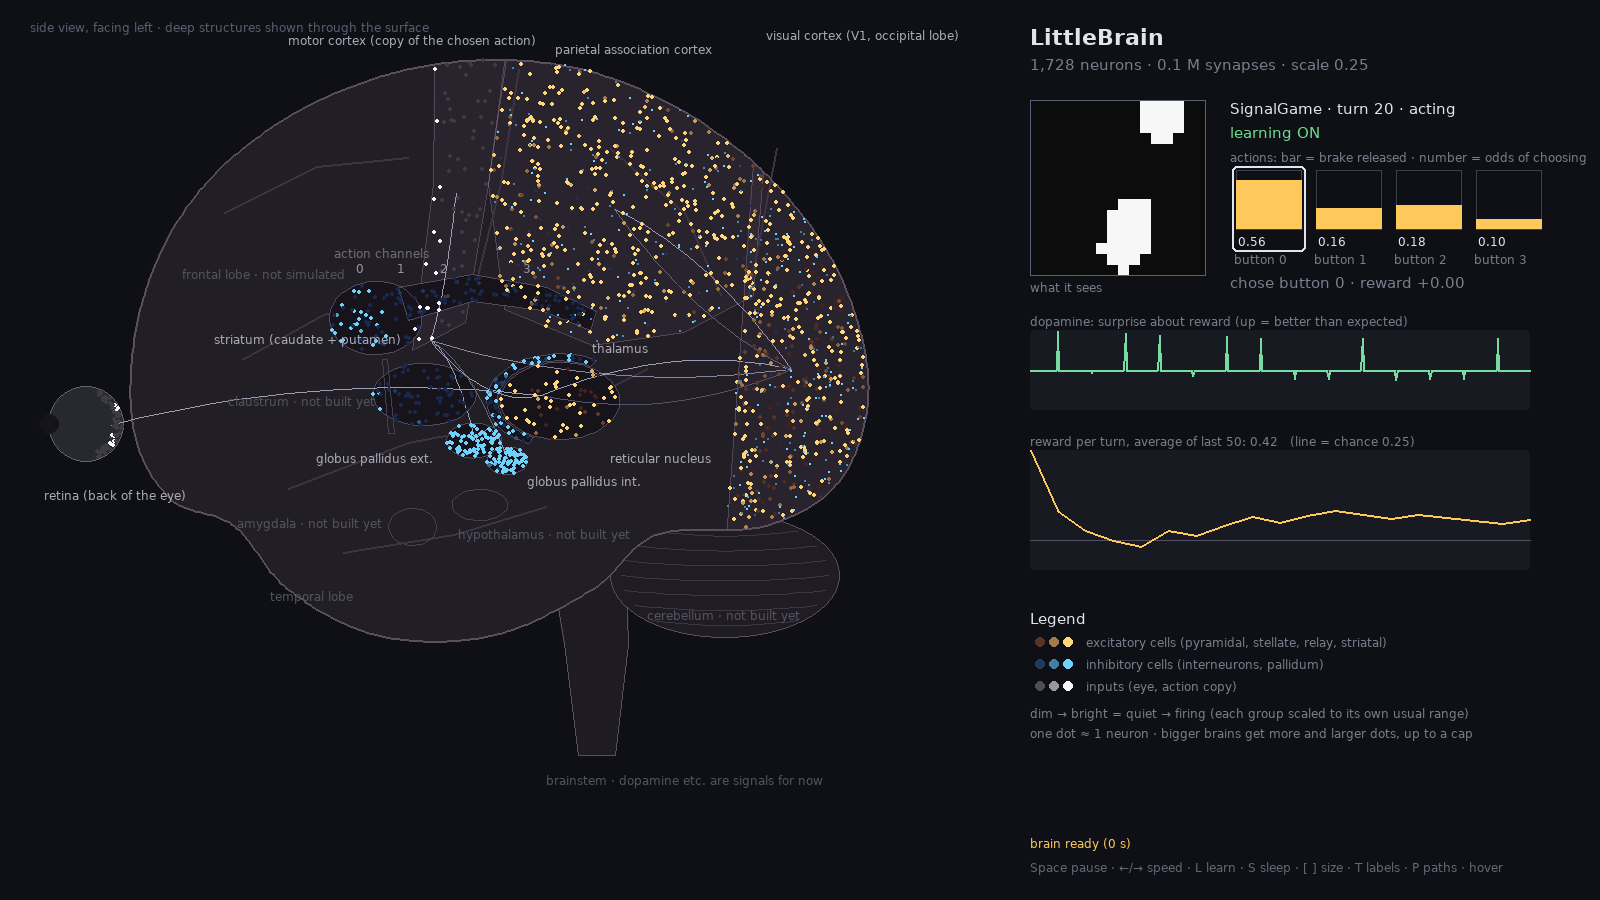 side view, facing left · deep structures shown through the surface
motor cortex (copy of the chosen action)
parietal association cortex
visual cortex (V1, occipital lobe)
action channels
0 1 2 3
frontal lobe · not simulated
striatum (caudate + putamen)
thalamus
claustrum · not built yet
globus pallidus ext.
reticular nucleus
globus pallidus int.
retina (back of the eye)
amygdala · not built yet
hypothalamus · not built yet
temporal lobe
cerebellum · not built yet
brainstem · dopamine etc. are signals for now
LittleBrain
1,728 neurons · 0.1 M synapses · scale 0.25
what it sees
SignalGame · turn 20 · acting
learning ON
actions: bar = brake released · number = odds of choosing
0.56 0.16 0.18 0.10
button 0 button 1 button 2 button 3
chose button 0 · reward +0.00
dopamine: surprise about reward (up = better than expected)
reward per turn, average of last 50: 0.42 (line = chance 0.25)
Legend
excitatory cells (pyramidal, stellate, relay, striatal)
inhibitory cells (interneurons, pallidum)
inputs (eye, action copy)
dim → bright = quiet → firing (each group scaled to its own usual range)
one dot ≈ 1 neuron · bigger brains get more and larger dots, up to a cap
brain ready (0 s)
Space pause · ←/→ speed · L learn · S sleep · [ ] size · T labels · P paths · hover